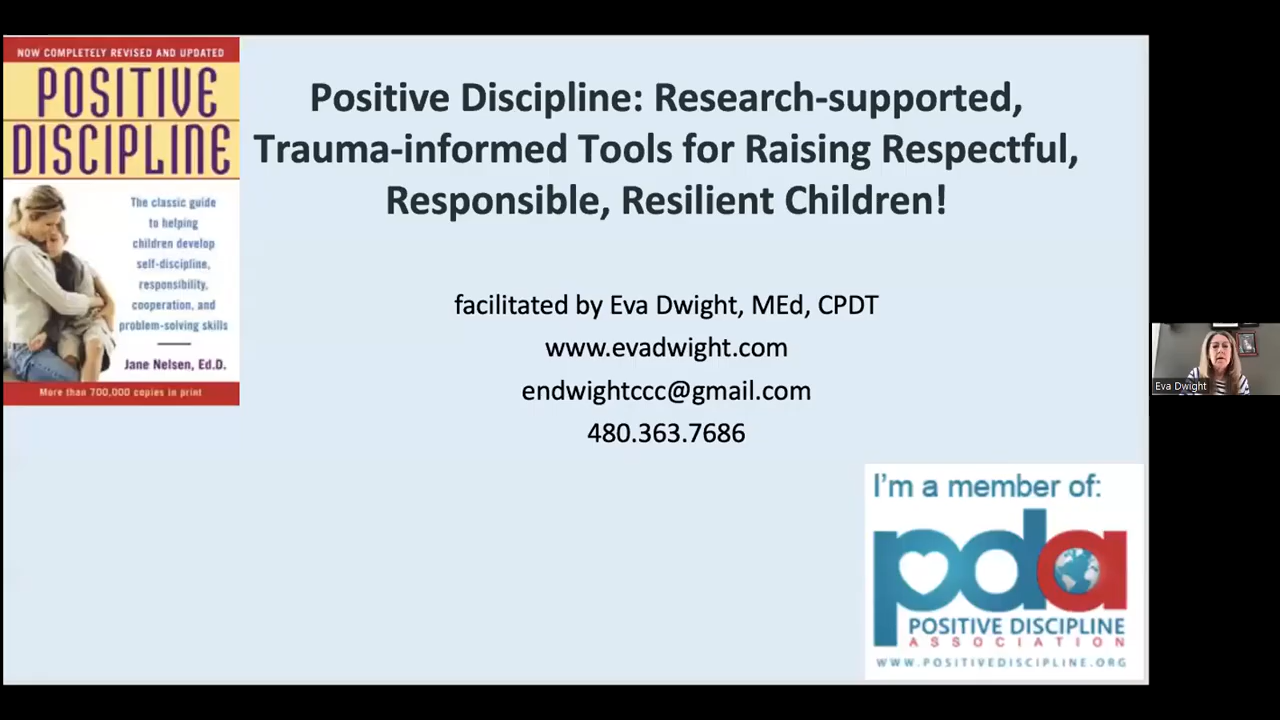 NOW COMPLETELY REVISED AND UPDATED
POSITIVE
DISCIPLINE
The classic guide
to helping
children develop
self-discipline,
responsibility,
cooperation, and
problem-solving skills
Jane Nelsen, Ed.D.
More than 700,000 copies in print
Positive Discipline: Research-supported,
Trauma-informed Tools for Raising Respectful,
Responsible, Resilient Children!
facilitated by Eva Dwight, MEd, CPDT
www.evadwight.com
endwightccc@gmail.com
480.363.7686
Eva Dwight
I'm a member of:
pda
POSITIVE DISCIPLINE
ASSOCIATION
WWW.POSITIVEDISCIPLINE.ORG